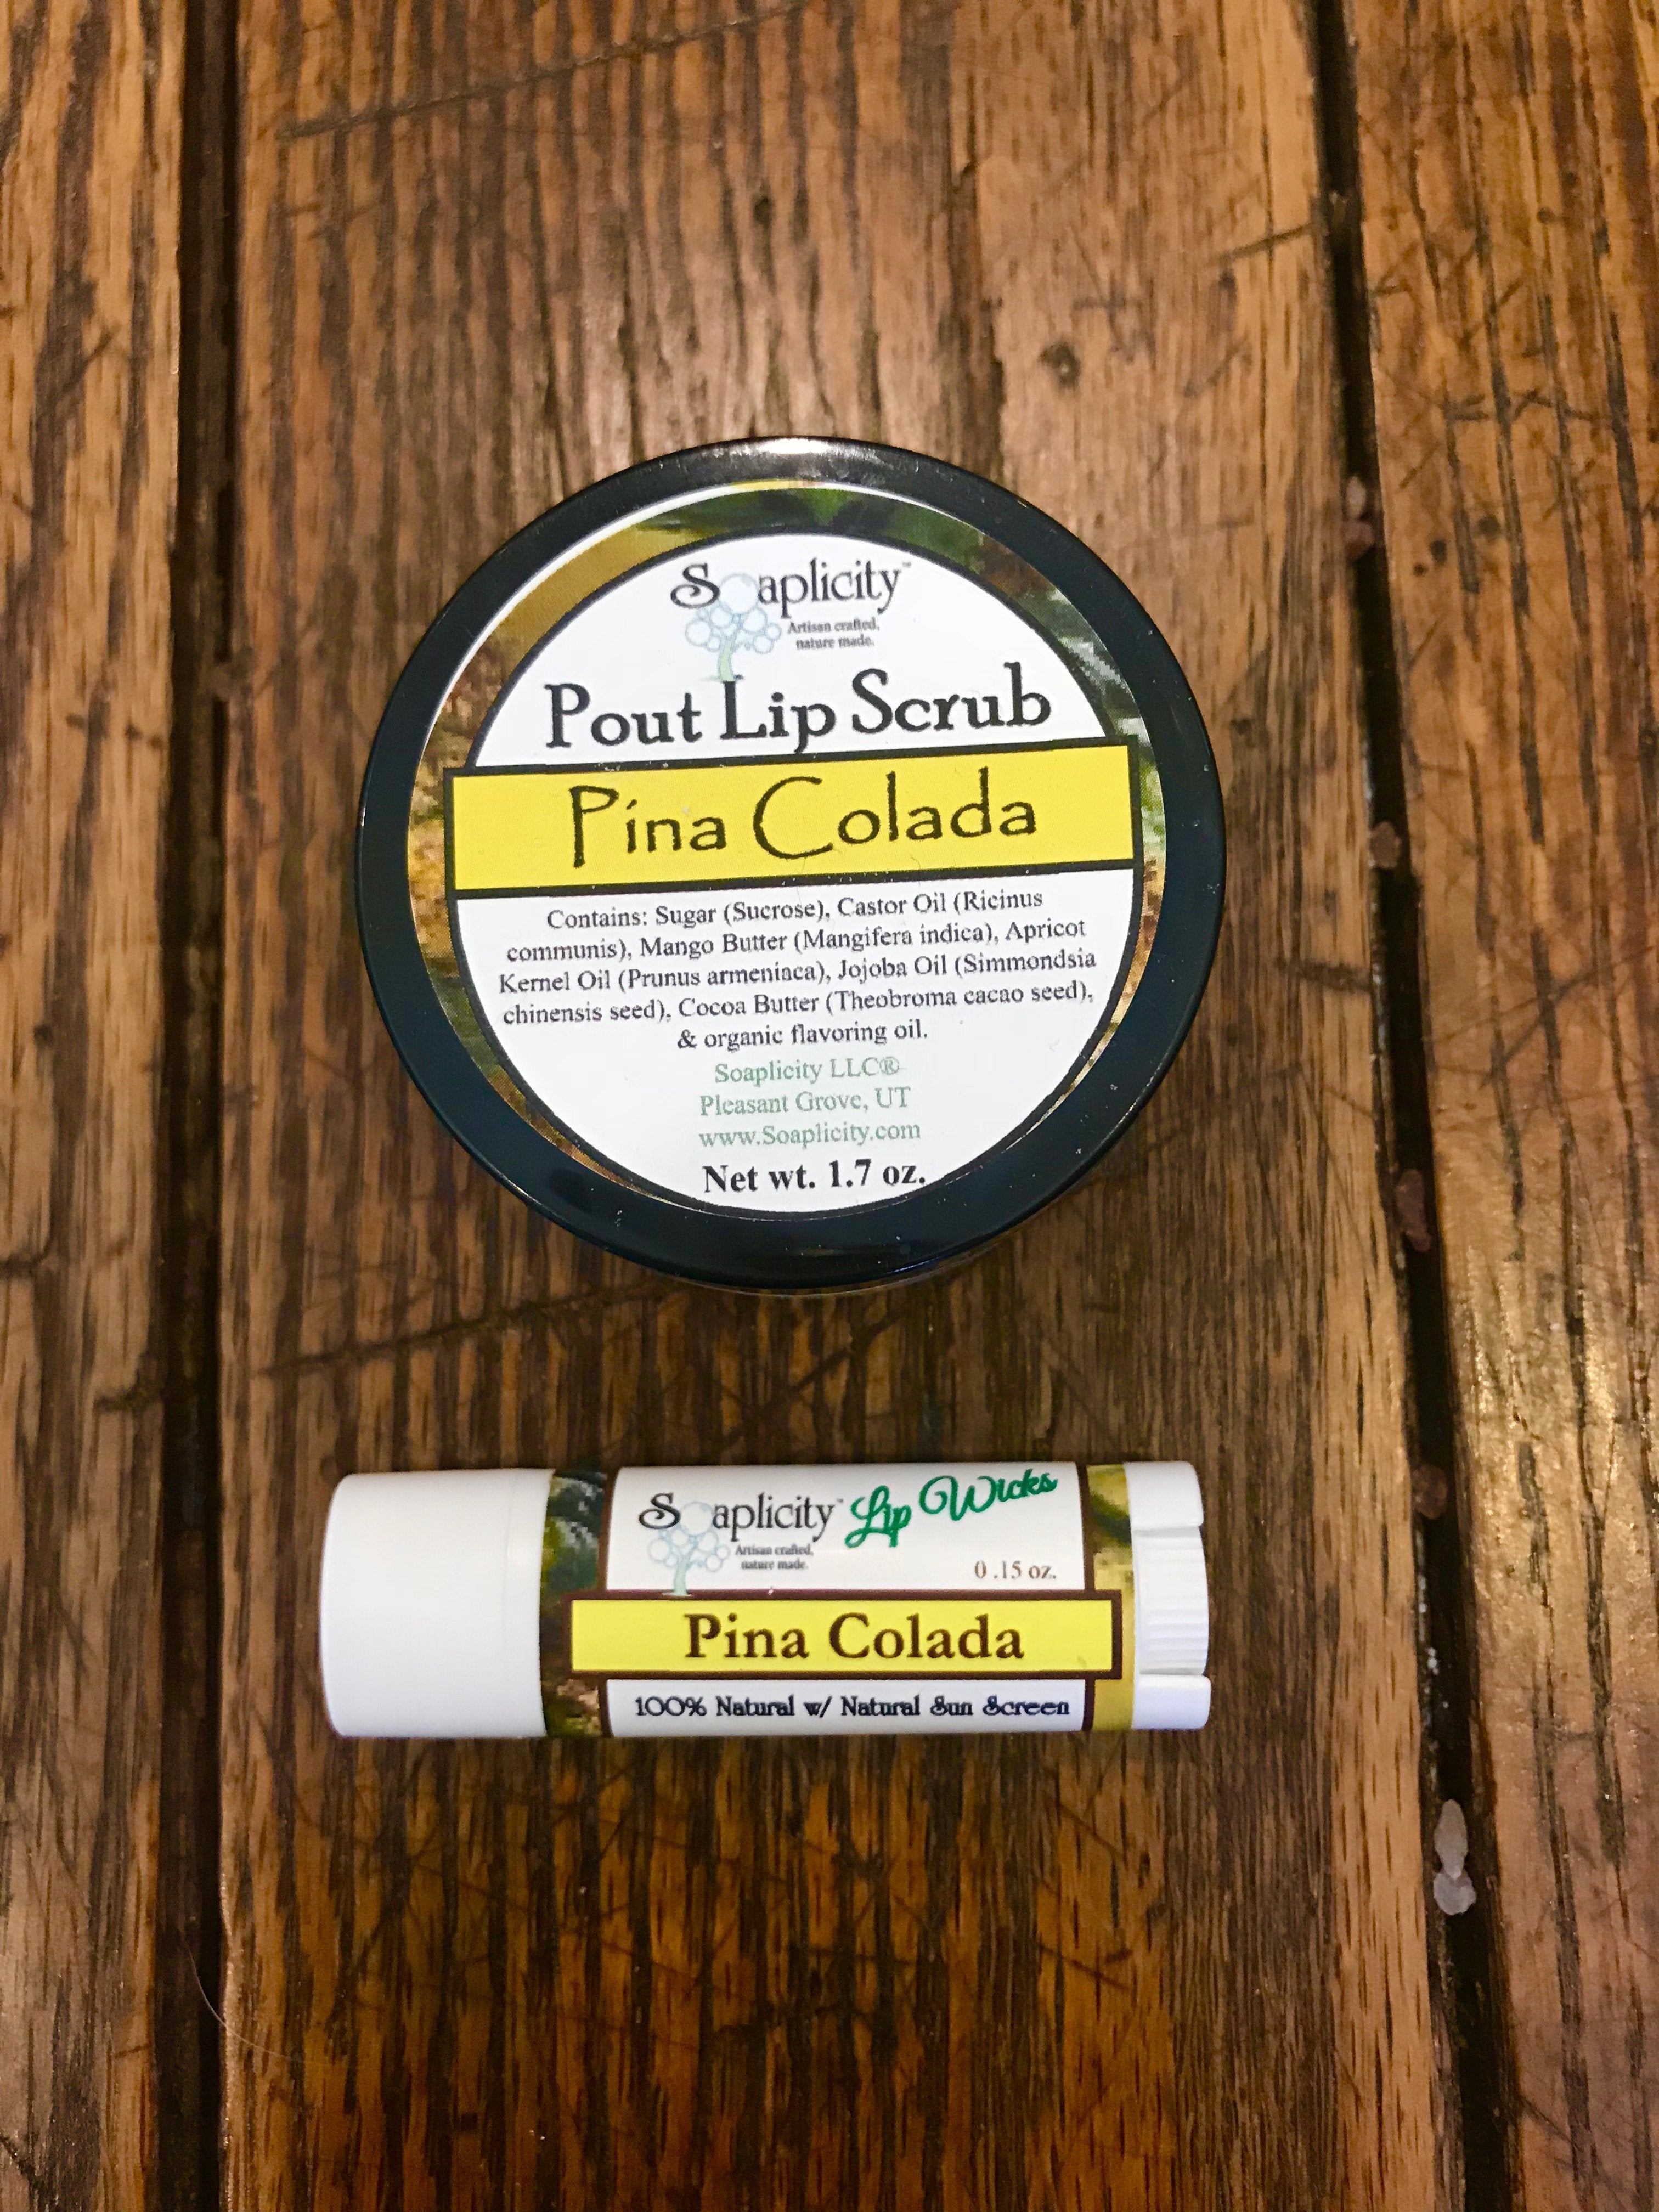 Soaplicity™
Artisan crafted,
nature made.
Pout Lip Scrub
Pina Colada
Contains: Sugar (Sucrose), Castor Oil (Ricinus
communis), Mango Butter (Mangifera indica), Apricot
Kernel Oil (Prunus armeniaca), Jojoba Oil (Simmondsia
chinensis seed), Cocoa Butter (Theobroma cacao seed),
& organic flavoring oil.
Soaplicity LLC®
Pleasant Grove, UT
www.Soaplicity.com
Net wt. 1.7 oz.
Soaplicity™ Lip Wicks
Artisan crafted,
nature made.
0.15 oz.
Pina Colada
100% Natural w/ Natural Sun Screen